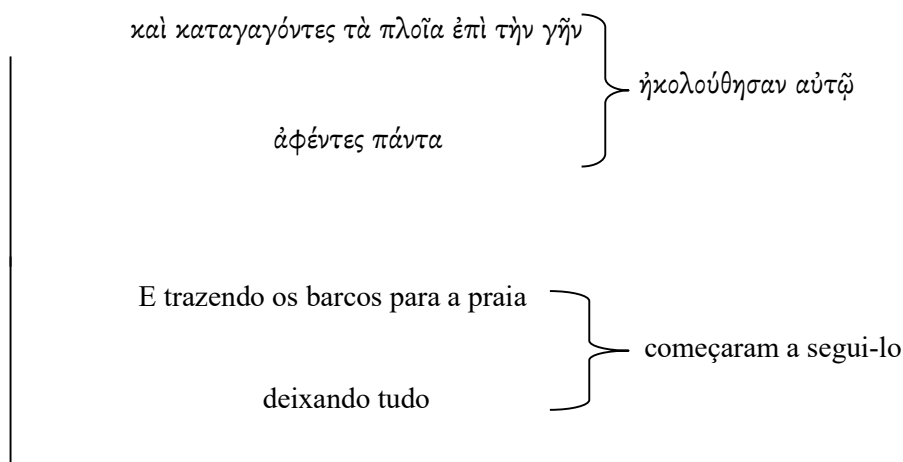 καὶ καταγαγόντες τὰ πλοῖα ἐπὶ τὴν γῆν
ἠκολούθησαν αὐτῷ
ἀφέντες πάντα
E trazendo os barcos para a praia
começaram a segui-lo
deixando tudo